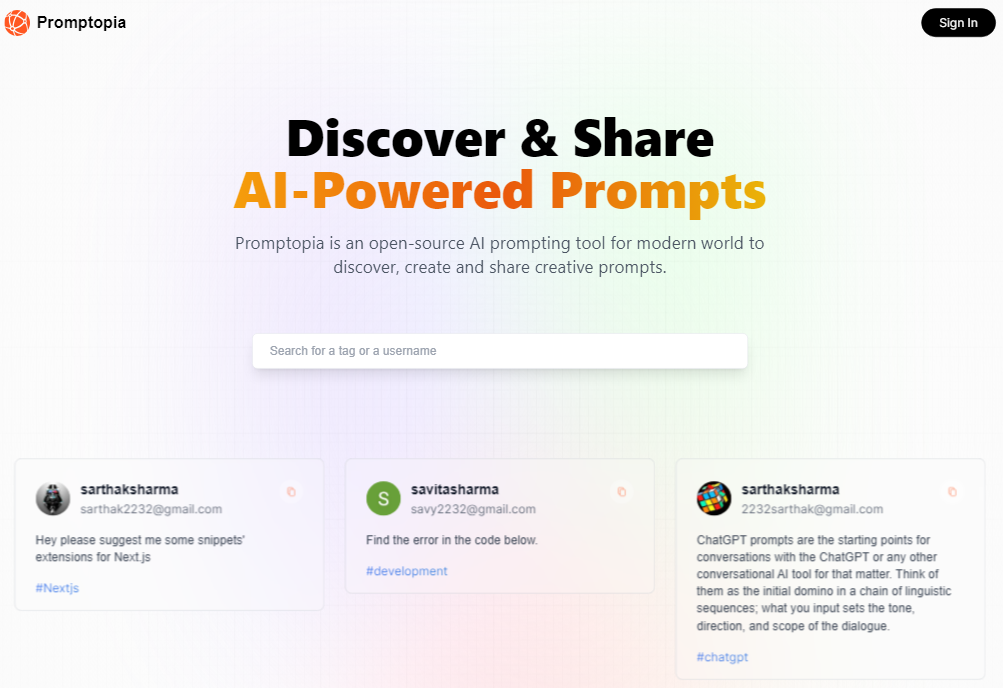 Promptopia
Sign In
Discover & Share
AI-Powered Prompts
Promptopia is an open-source AI prompting tool for modern world to
discover, create and share creative prompts.
Search for a tag or a username
sarthaksharma
sarthak2232@gmail.com
Hey please suggest me some snippets'
extensions for Next.js
#Nextjs
S
savitasharma
savy2232@gmail.com
Find the error in the code below.
#development
sarthaksharma
2232sarthak@gmail.com
ChatGPT prompts are the starting points for
conversations with the ChatGPT or any other
conversational AI tool for that matter. Think of
them as the initial domino in a chain of linguistic
sequences; what you input sets the tone,
direction, and scope of the dialogue.
#chatgpt